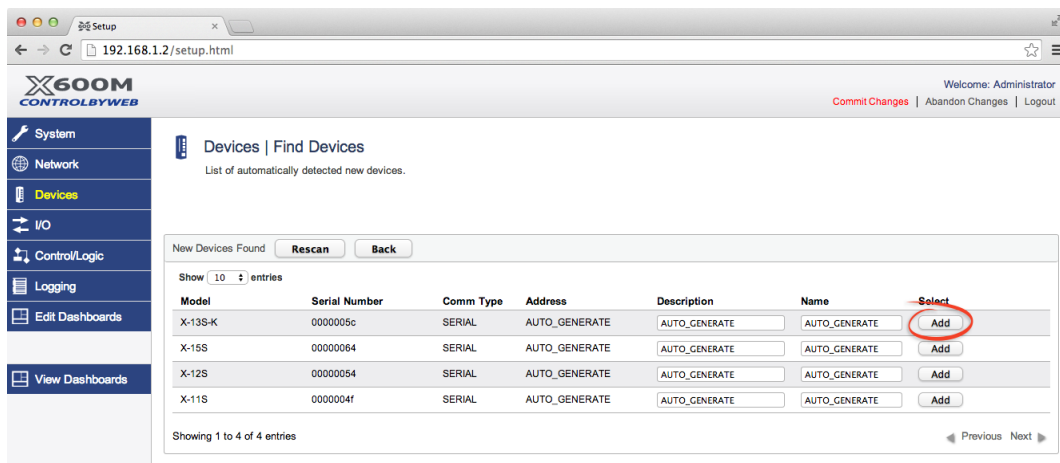 Setup
192.168.1.2/setup.html
X600M
CONTROLBYWEB
Welcome: Administrator
Commit Changes | Abandon Changes | Logout
System
Network
Devices
I/O
Control/Logic
Logging
Edit Dashboards
View Dashboards
Devices | Find Devices
List of automatically detected new devices.
New Devices Found Rescan Back
Show 10 entries
Model Serial Number Comm Type Address Description Name Select
X-13S-K 0000005c SERIAL AUTO_GENERATE AUTO_GENERATE AUTO_GENERATE Add
X-15S 00000064 SERIAL AUTO_GENERATE AUTO_GENERATE AUTO_GENERATE Add
X-12S 00000054 SERIAL AUTO_GENERATE AUTO_GENERATE AUTO_GENERATE Add
X-11S 0000004f SERIAL AUTO_GENERATE AUTO_GENERATE AUTO_GENERATE Add
Showing 1 to 4 of 4 entries
Previous Next